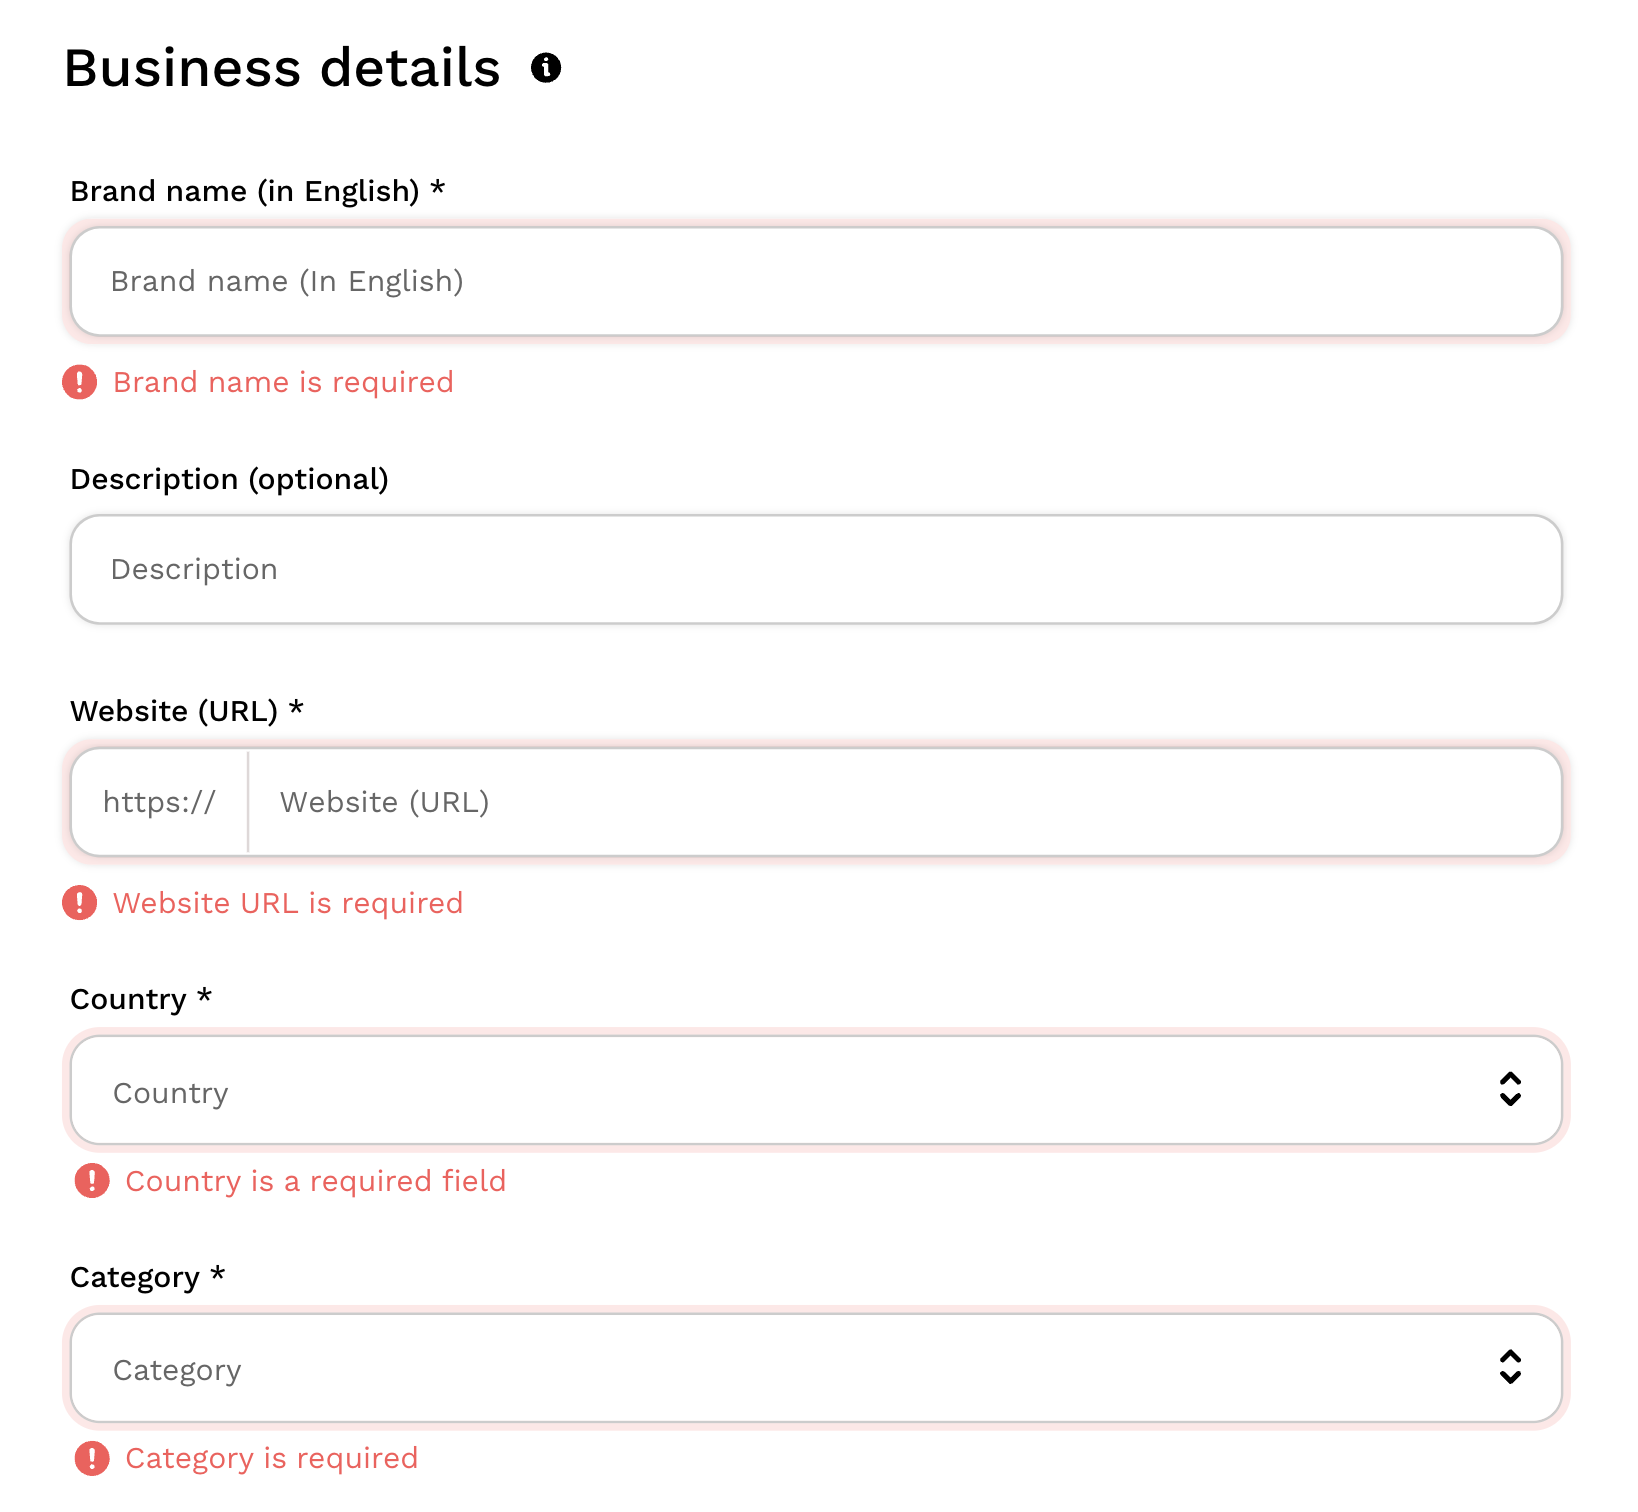 Business details
Brand name (in English) *
Brand name (In English)
Brand name is required
Description (optional)
Description
Website (URL) *
https:// Website (URL)
Website URL is required
Country *
Country
Country is a required field
Category *
Category
Category is required